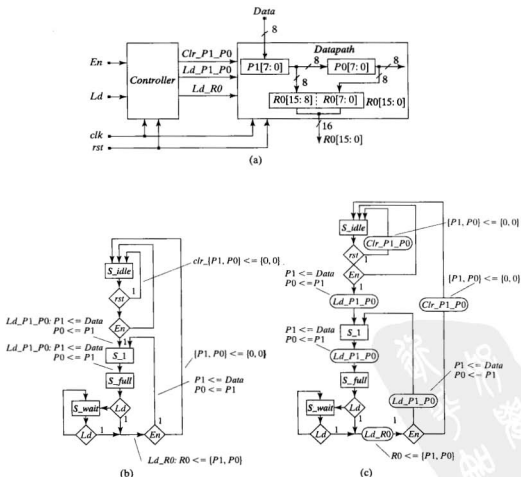 Data
8
Datapath
Clr_P1_P0
En
P1[7: 0]
8
P0[7: 0]
8
Ld_P1_P0
Controller
8
8
Ld
Ld_R0
R0[15: 8]
R0[7: 0]
R0[15: 0]
clk
16
rst
R0[15: 0]
(a)
S_idle
1
clr_{P1, P0} <= {0, 0}
rst
En
1
Ld_P1_P0: P1 <= Data
P0 <= P1
Ld_P1_P0: P1 <= Data
P0 <= P1
S_1
{P1, P0} <= {0, 0}
S_full
P1 <= Data
P0 <= P1
S_wait
Ld
1
Ld
1
1
En
Ld_R0: R0 <= {P1, P0}
(b)
{P1, P0} <= {0, 0}
S_idle
Clr_P1_P0
rst
1
En
1
{P1, P0} <= {0, 0}
P1 <= Data
P0 <= P1
Ld_P1_P0
Clr_P1_P0
S_1
P1 <= Data
P0 <= P1
Ld_P1_P0
P1 <= Data
P0 <= P1
S_full
Ld_P1_P0
S_wait
Ld
1
1
Ld
1
Ld_R0
En
R0 <= {P1, P0}
(c)